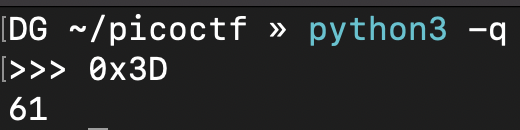 [DG ~/picoctf » python3 -q
[>>> 0x3D
61